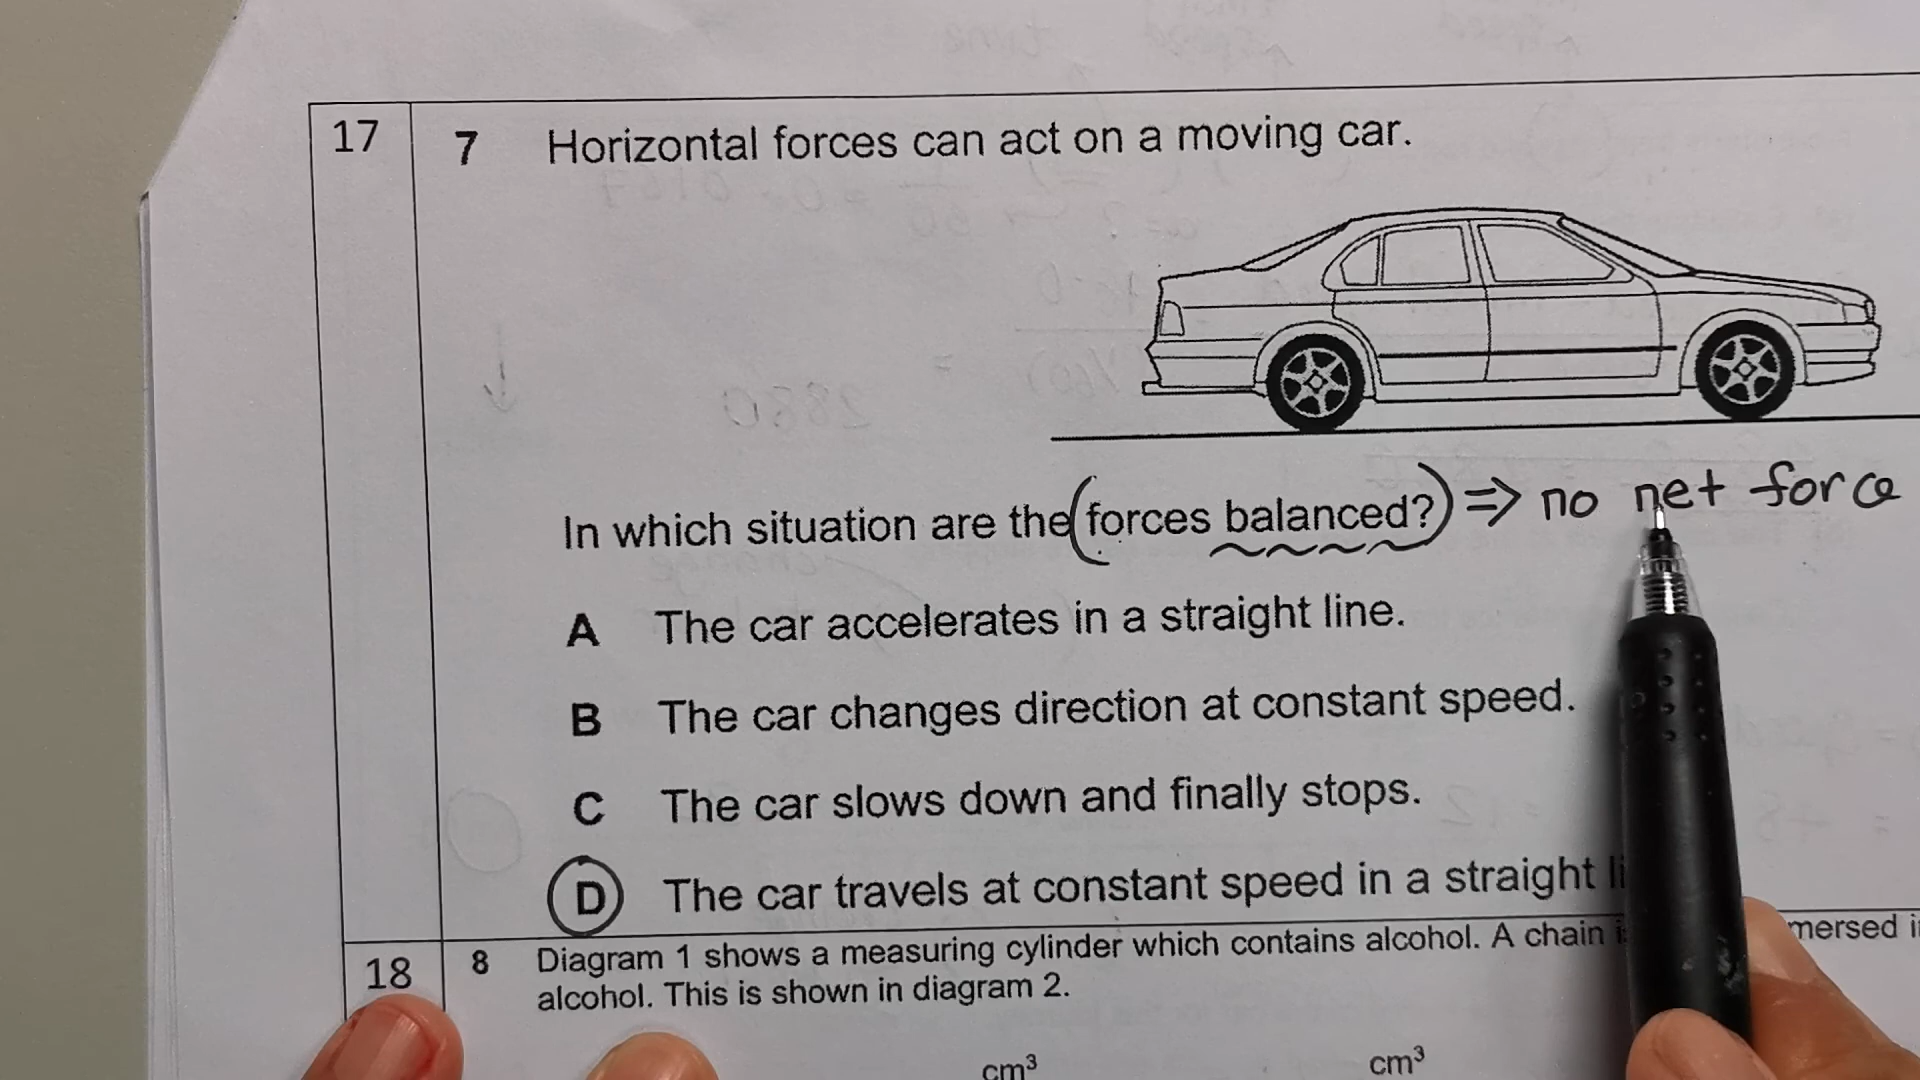 17 7 Horizontal forces can act on a moving car.
In which situation are the (forces balanced?) => no net force
A The car accelerates in a straight line.
B The car changes direction at constant speed.
C The car slows down and finally stops.
D The car travels at constant speed in a straight
18 8 Diagram 1 shows a measuring cylinder which contains alcohol. A chain mersed
alcohol. This is shown in diagram 2.
cm³ cm³